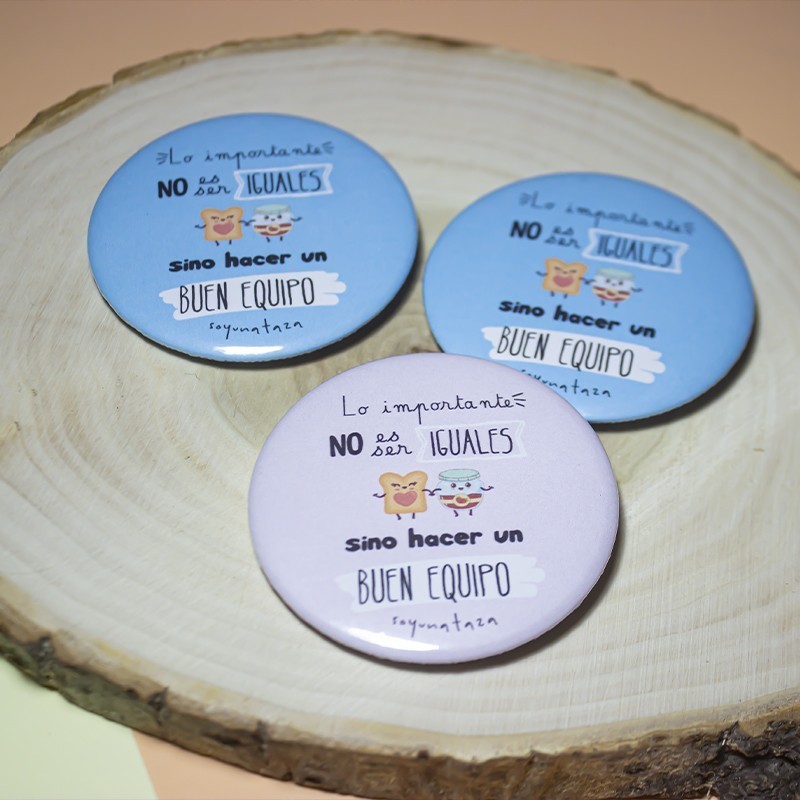 Lo importante
NO es ser IGUALES
sino hacer un
BUEN EQUIPO
soyunataza
Lo importante
NO es ser IGUALES
sino hacer un
BUEN EQUIPO
soyunataza
Lo importante
NO es ser IGUALES
sino hacer un
BUEN EQUIPO
soyunataza